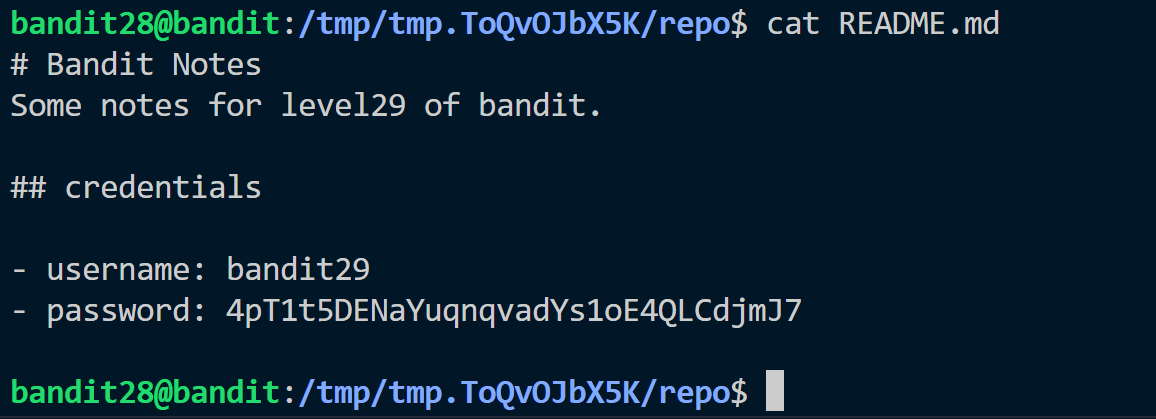 bandit28@bandit:/tmp/tmp.ToQvOJbX5K/repo$ cat README.md
# Bandit Notes
Some notes for level29 of bandit.
## credentials
- username: bandit29
- password: 4pT1t5DENaYuqnqvadYs1oE4QLCdjmJ7
bandit28@bandit:/tmp/tmp.ToQvOJbX5K/repo$